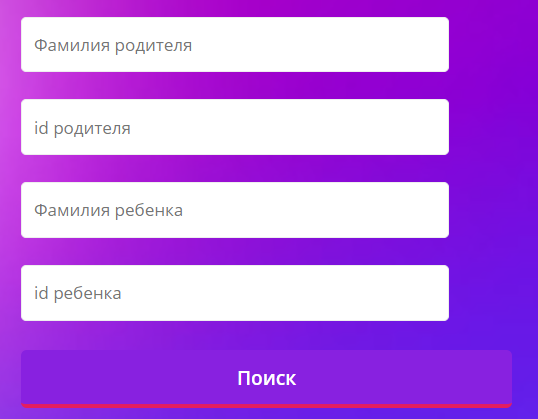 Фамилия родителя
id родителя
Фамилия ребенка
id ребенка
Поиск